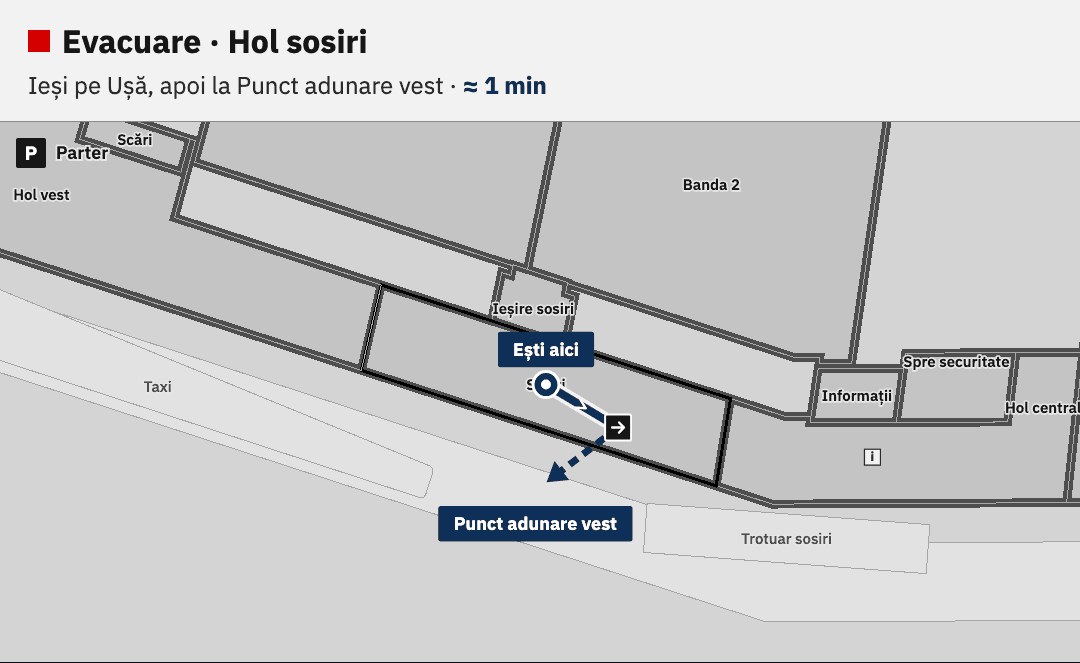 Evacuare · Hol sosiri
Ieși pe Ușă, apoi la Punct adunare vest · ≈ 1 min
Scări
P Parter
Hol vest
Banda 2
Ieșire sosiri
Ești aici
Spre securitate
Informații
Hol central
Taxi
i
Punct adunare vest
Trotuar sosiri